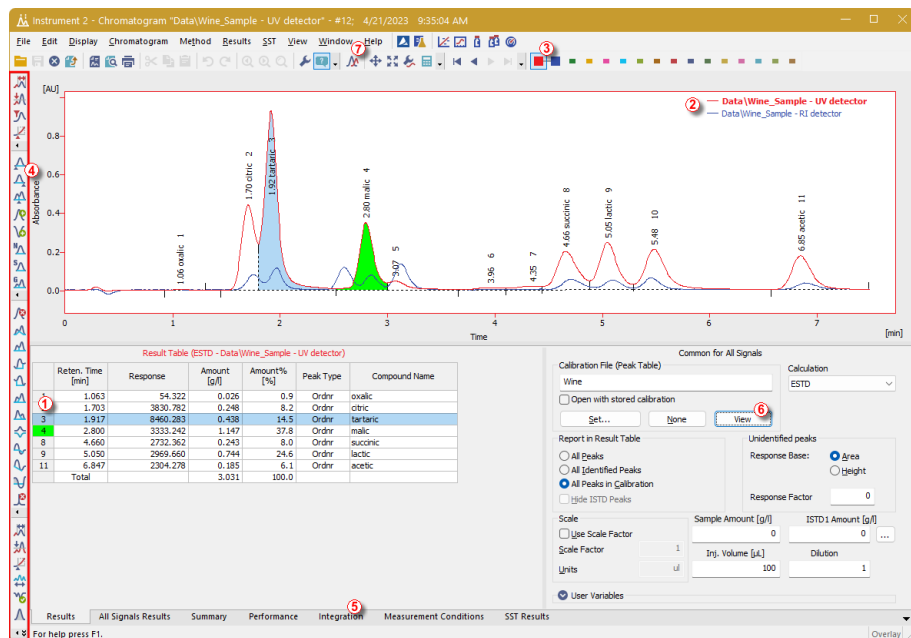 Instrument 2 - Chromatogram "Data\Wine_Sample - UV detector" - #12; 4/21/2023 9:35:04 AM
File Edit Display Chromatogram Method Results SST View Window Help
7
3
[AU]
2
Data\Wine_Sample - UV detector
Data\Wine_Sample - RI detector
4
Absorbance
0.8
0.6
0.4
0.2
0.0
1.06 oxalic 1
1.70 citric 2
1.92 tartaric 3
2.80 malic 4
3.07 5
3.96 6
4.35 7
4.66 succinic 8
5.05 lactic 9
5.48 10
6.85 acetic 11
0 1 2 3 4 5 6 7
Time
[min]
Result Table (ESTD - Data\Wine_Sample - UV detector)
Reten. Time [min] Response Amount [g/l] Amount% [%] Peak Type Compound Name
1 1.063 54.322 0.026 0.9 Ordnr oxalic
1.703 3830.782 0.248 8.2 Ordnr citric
3 1.917 8460.283 0.438 14.5 Ordnr tartaric
4 2.800 3333.242 1.147 37.8 Ordnr malic
8 4.660 2732.362 0.243 8.0 Ordnr succinic
9 5.050 2969.660 0.744 24.6 Ordnr lactic
11 6.847 2304.278 0.185 6.1 Ordnr acetic
Total 3.031 100.0
Common for All Signals
Calibration File (Peak Table)
Wine
Open with stored calibration
Set... None View
6
Calculation
ESTD
Report in Result Table
All Peaks
All Identified Peaks
All Peaks in Calibration
Hide ISTD Peaks
Unidentified peaks
Response Base: Area
Height
Response Factor 0
Scale
Use Scale Factor
Scale Factor 1
Units ul
Sample Amount [g/l] ISTD1 Amount [g/l]
0 0 ...
Inj. Volume [µL] Dilution
100 1
User Variables
5
Results All Signals Results Summary Performance Integration Measurement Conditions SST Results
For help press F1. Overlay